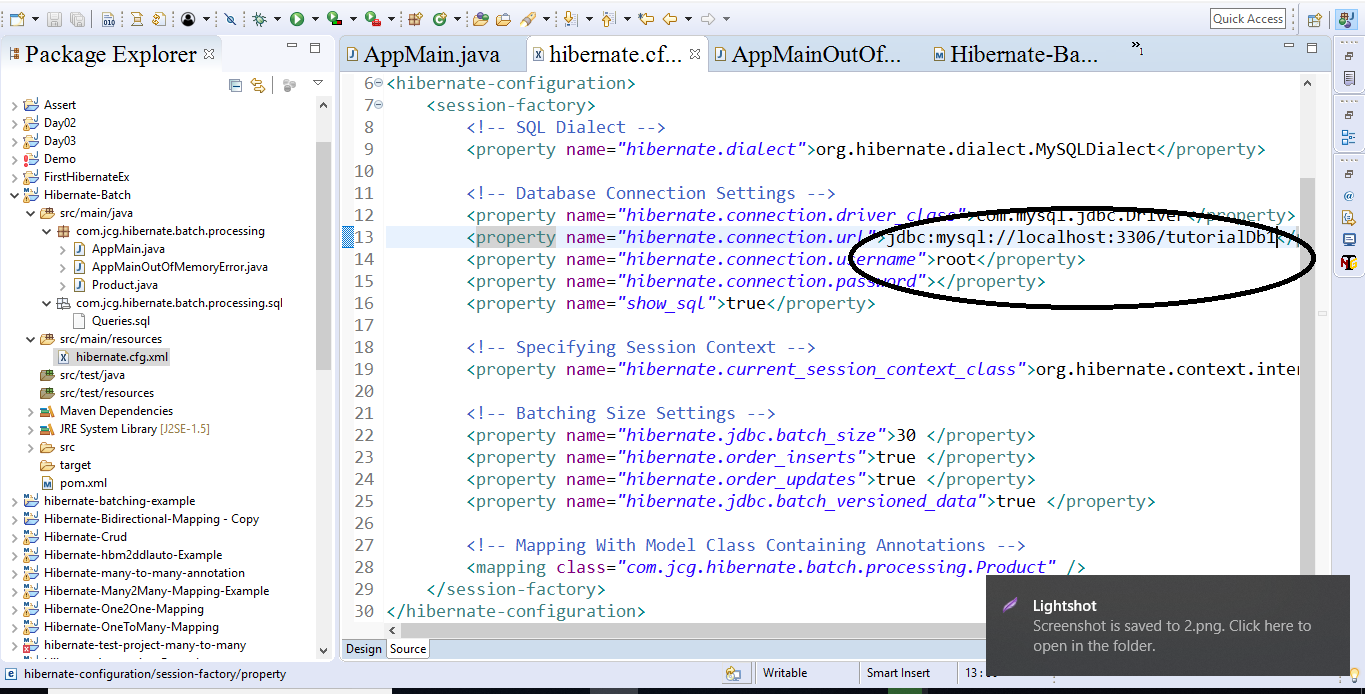 Quick Access
Package Explorer
AppMain.java
hibernate.cf...
AppMainOutOf...
Hibernate-Ba...
»1
Assert
Day02
Day03
Demo
FirstHibernateEx
Hibernate-Batch
src/main/java
com.jcg.hibernate.batch.processing
AppMain.java
AppMainOutOfMemoryError.java
Product.java
com.jcg.hibernate.batch.processing.sql
Queries.sql
src/main/resources
hibernate.cfg.xml
src/test/java
src/test/resources
Maven Dependencies
JRE System Library [J2SE-1.5]
src
target
pom.xml
hibernate-batching-example
Hibernate-Bidirectional-Mapping - Copy
Hibernate-Crud
Hibernate-hbm2ddlauto-Example
Hibernate-many-to-many-annotation
Hibernate-Many2Many-Mapping-Example
Hibernate-One2One-Mapping
Hibernate-OneToMany-Mapping
hibernate-test-project-many-to-many
6 <hibernate-configuration>
7 <session-factory>
8 <!-- SQL Dialect -->
9 <property name="hibernate.dialect">org.hibernate.dialect.MySQLDialect</property>
10
11 <!-- Database Connection Settings -->
12 <property name="hibernate.connection.driver_class">com.mysql.jdbc.Driver</property>
13 <property name="hibernate.connection.url">jdbc:mysql://localhost:3306/tutorialDb1</
14 <property name="hibernate.connection.username">root</property>
15 <property name="hibernate.connection.password"></property>
16 <property name="show_sql">true</property>
17
18 <!-- Specifying Session Context -->
19 <property name="hibernate.current_session_context_class">org.hibernate.context.inter
20
21 <!-- Batching Size Settings -->
22 <property name="hibernate.jdbc.batch_size">30 </property>
23 <property name="hibernate.order_inserts">true </property>
24 <property name="hibernate.order_updates">true </property>
25 <property name="hibernate.jdbc.batch_versioned_data">true </property>
26
27 <!-- Mapping With Model Class Containing Annotations -->
28 <mapping class="com.jcg.hibernate.batch.processing.Product" />
29 </session-factory>
30 </hibernate-configuration>
Design
Source
Lightshot
Screenshot is saved to 2.png. Click here to
open in the folder.
hibernate-configuration/session-factory/property
Writable
Smart Insert
13 :